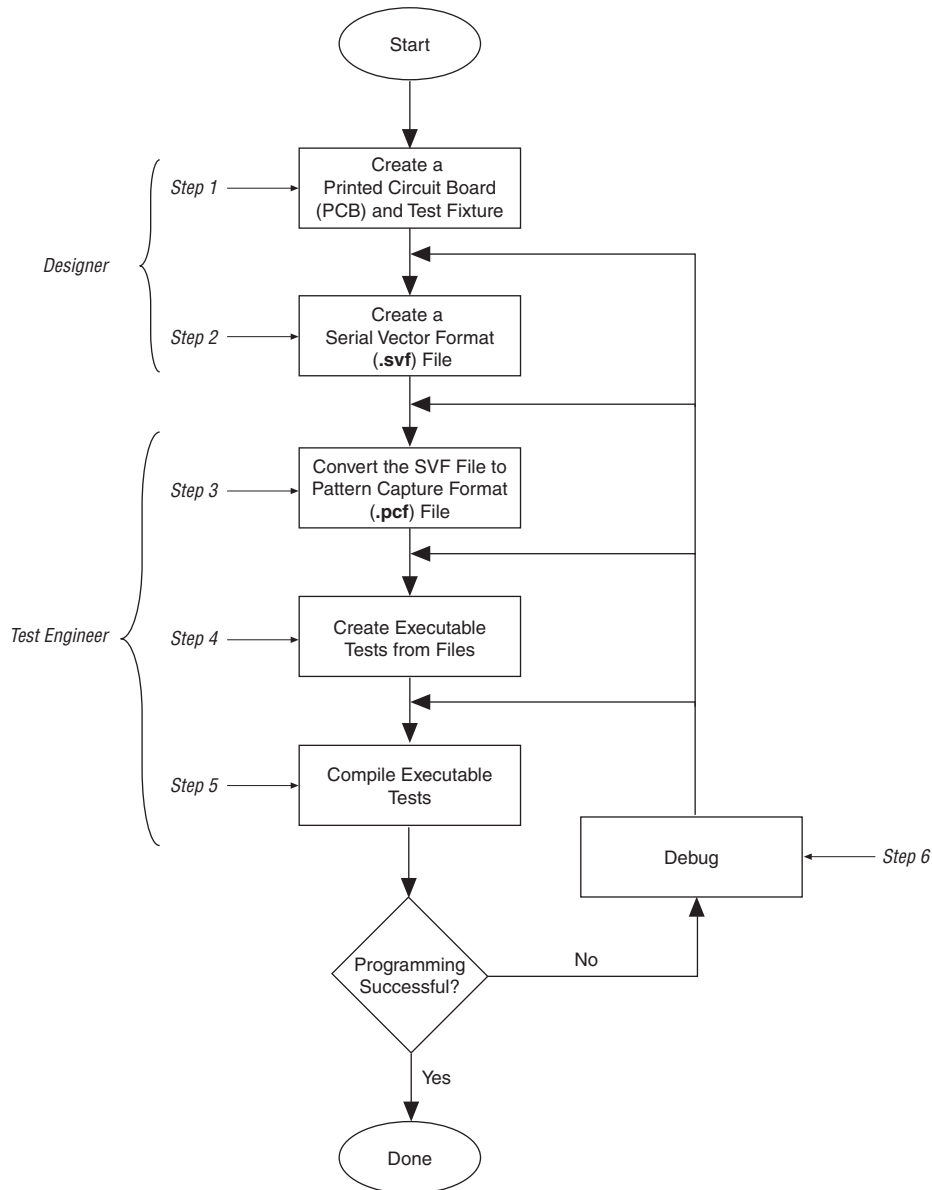 Start
Step 1
Create a
Printed Circuit Board
(PCB) and Test Fixture
Designer
Step 2
Create a
Serial Vector Format
(.svf) File
Step 3
Convert the SVF File to
Pattern Capture Format
(.pcf) File
Test Engineer
Step 4
Create Executable
Tests from Files
Step 5
Compile Executable
Tests
Debug
Step 6
Programming
Successful?
No
Yes
Done